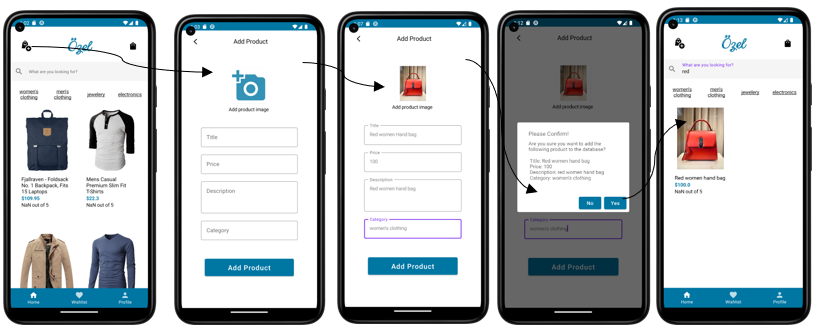 Özel
What are you looking for?
women's clothing
men's clothing
jewelery
electronics
Fjallraven - Foldsack
No. 1 Backpack, Fits
15 Laptops
$109.95
NaN out of 5
Mens Casual
Premium Slim Fit
T-Shirts
$22.3
NaN out of 5
Home
Wishlist
Profile
Add Product
Add product image
Title
Price
Description
Category
Add Product
Add Product
Add product image
Title
Red women Hand bag
Price
100
Description
Red women hand bag
Category
women's clothing
Add Product
Add Product
Add product image
Please Confirm!
Are you sure you want to add the
following product to the database?
Title: Red women hand bag
Price: 100
Description: red women hand bag
Category: women's clothing
No
Yes
Category
women's clothing
Add Product
Özel
What are you looking for?
red
women's clothing
men's clothing
jewelery
electronics
Red women hand bag
$100.0
NaN out of 5
Home
Wishlist
Profile